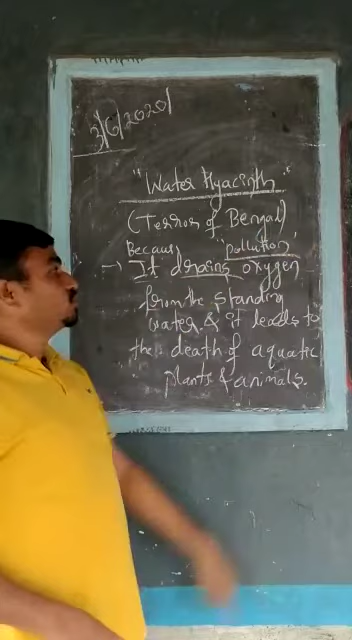 3/6/2020
"Water Hyacinth"
(Terror of Bengal)
Becaus "pollution"
→ It drains oxygen
from the standing
water & it leads to
the death of aquatic
plants & animals.